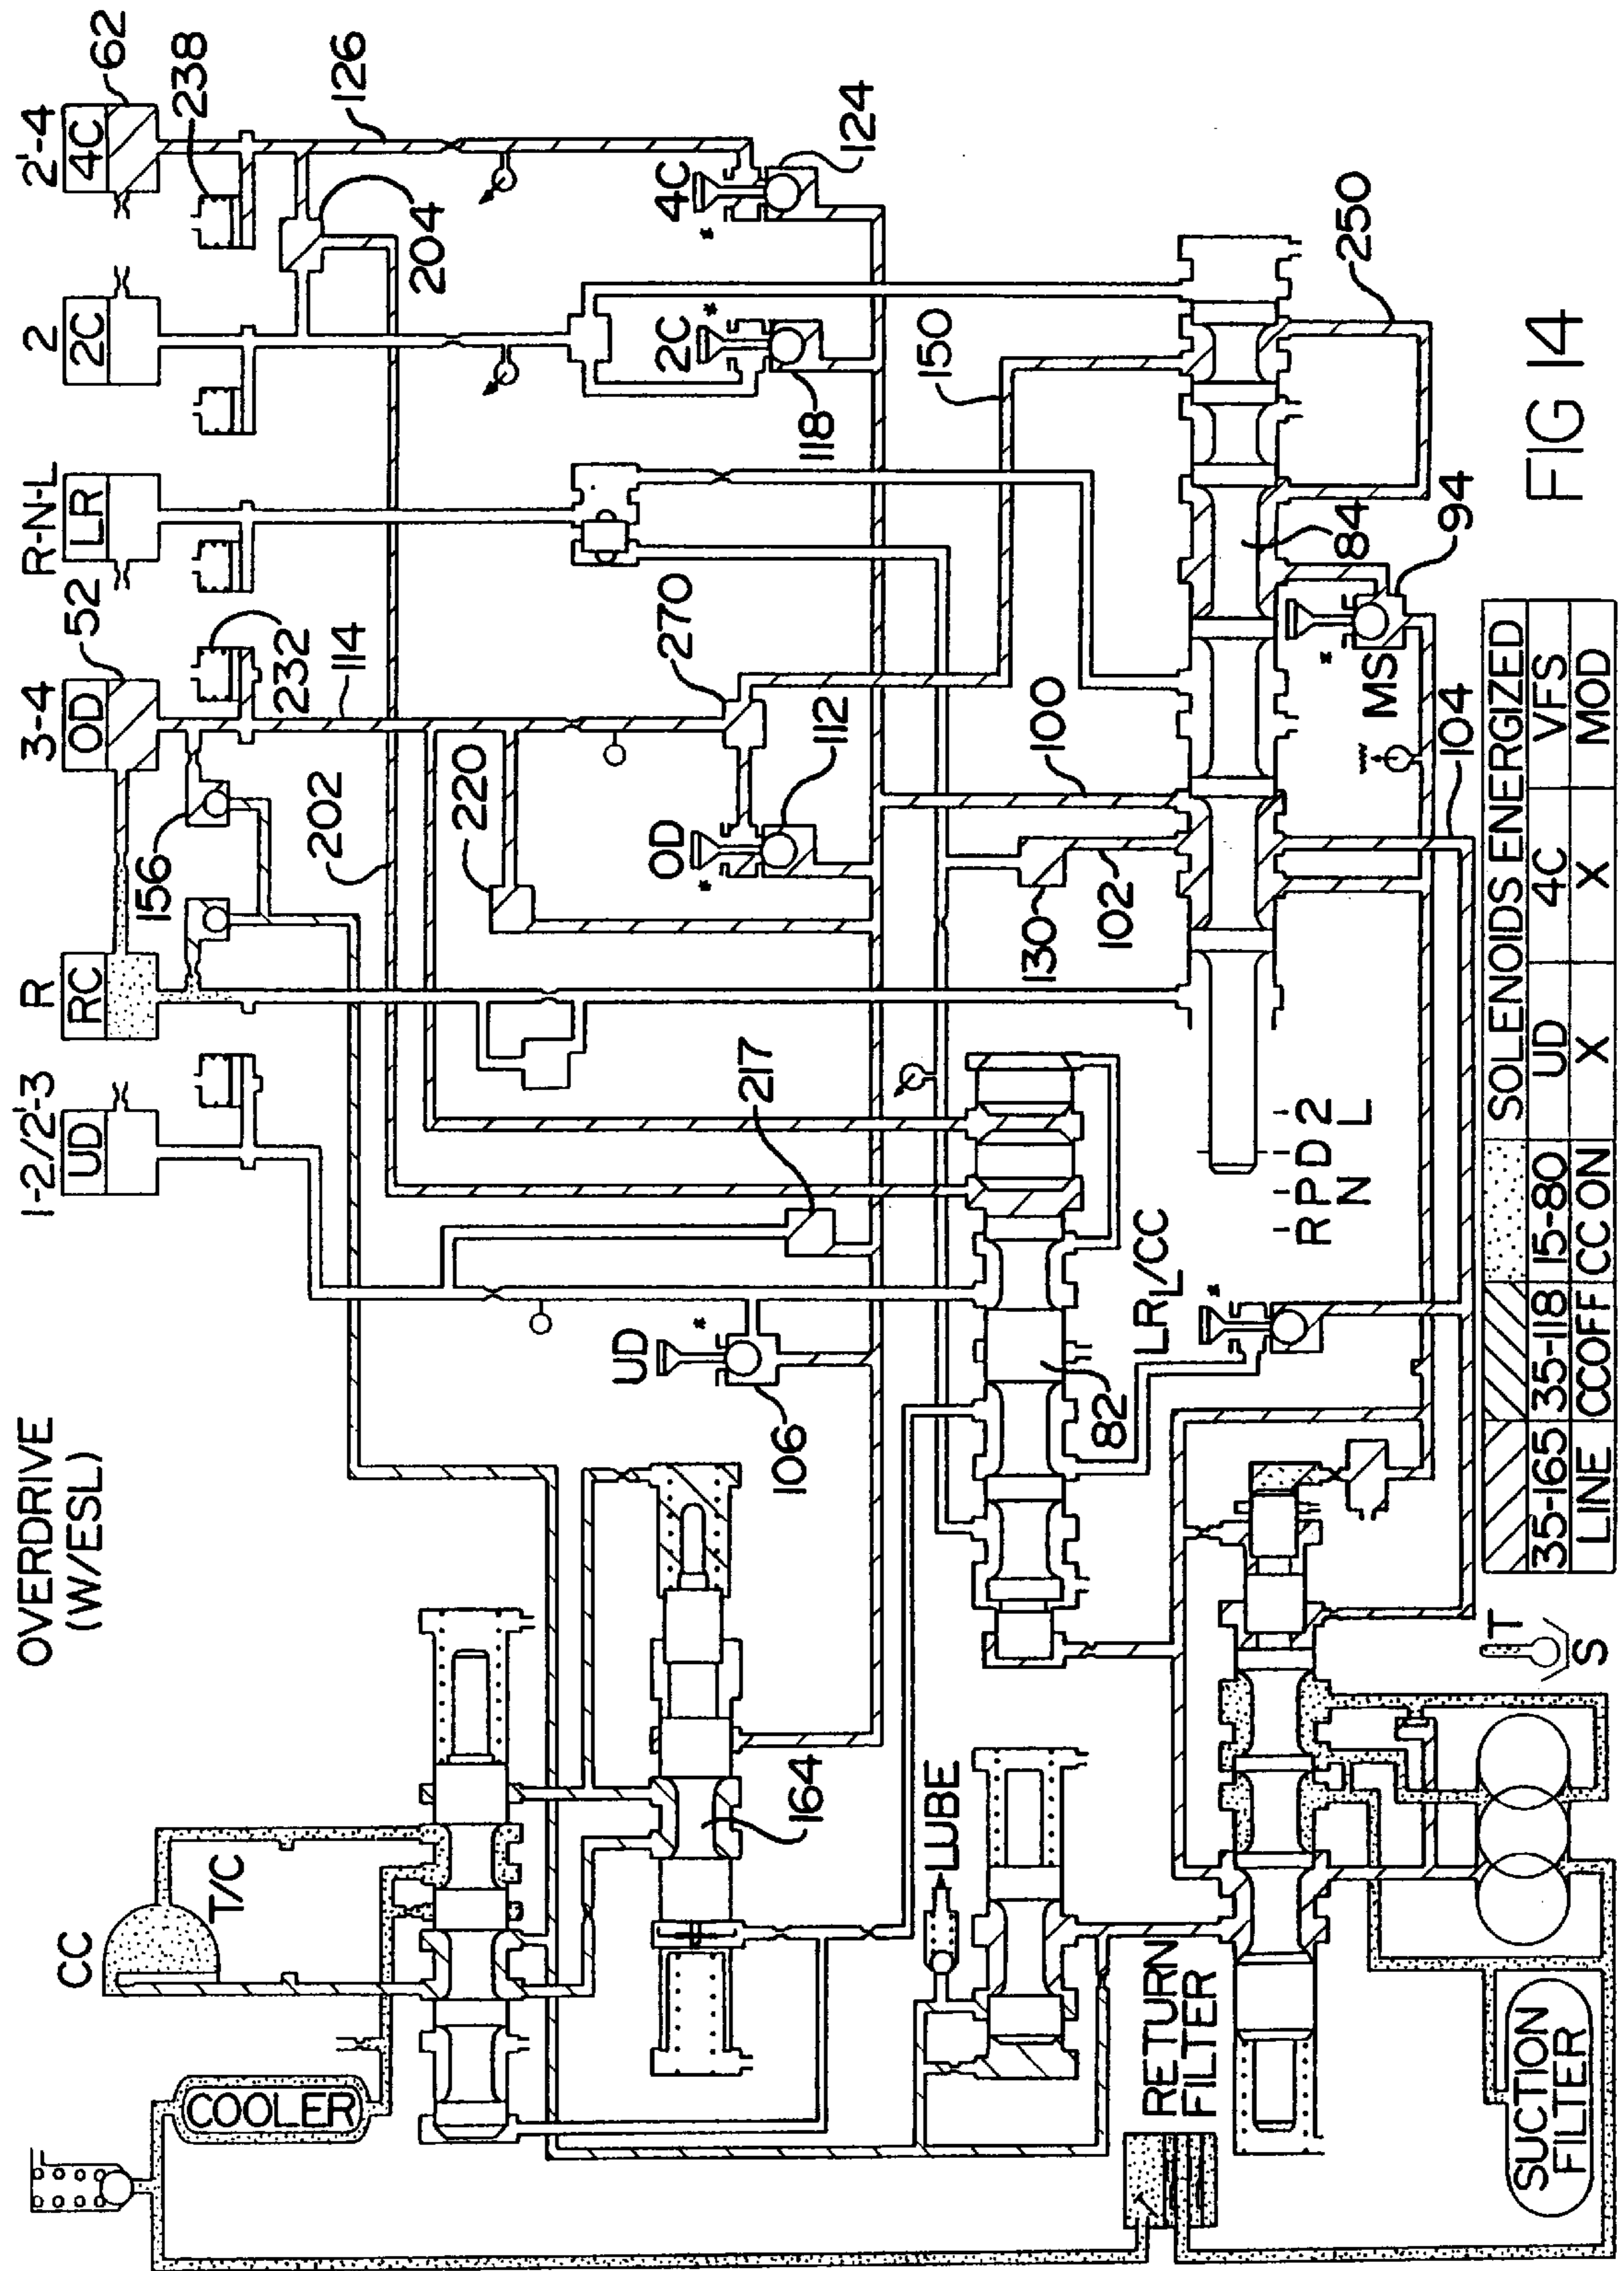 OVERDRIVE
(W/ESL)
1-2/2'-3
R
3-4
R-N-L
2
2'-4
UD
RC
OD
LR
2C
4C
52
62
238
126
232
114
204
156
202
220
270
124
4C
2C
118
112
OD
217
UD
106
150
100
130
102
250
84
94
MS
104
CC
T/C
COOLER
164
LUBE
LR/CC
L
82
R P D 2
N L
RETURN
FILTER
SUCTION
FILTER
T
S
SOLENOIDS ENERGIZED
35-165 35-118 15-80 UD 4C VFS
LINE CCOFF CC ON X X MOD
FIG 14